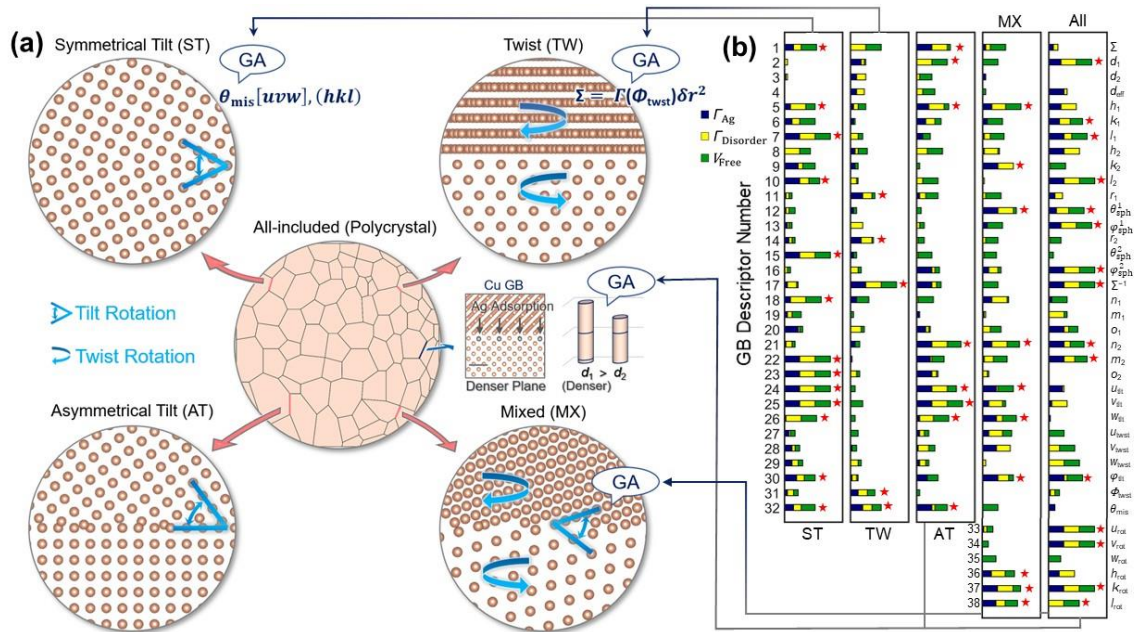 (a)
Symmetrical Tilt (ST)
GA
θmis[uvw], (hkl)
Twist (TW)
GA
Σ = Γ(Φtwst)δr²
All-included (Polycrystal)
Tilt Rotation
Twist Rotation
Cu GB
Ag Adsorption
Denser Plane
GA
d₁ > d₂
(Denser)
Asymmetrical Tilt (AT)
Mixed (MX)
GA
(b)
MX
All
ΓAg
ΓDisorder
VFree
GB Descriptor Number
1
2
3
4
5
6
7
8
9
10
11
12
13
14
15
16
17
18
19
20
21
22
23
24
25
26
27
28
29
30
31
32
33
34
35
36
37
38
ST
TW
AT
Σ
d₁
d₂
deff
h₁
k₁
l₁
h₂
k₂
l₂
r₁
θ¹sph
φ¹sph
r₂
θ²sph
φ²sph
Σ⁻¹
n₁
m₁
o₁
n₂
m₂
o₂
utlt
vtlt
wtlt
utwst
vtwst
wtwst
φtlt
Φtwst
θmis
urot
vrot
wrot
hrot
krot
lrot